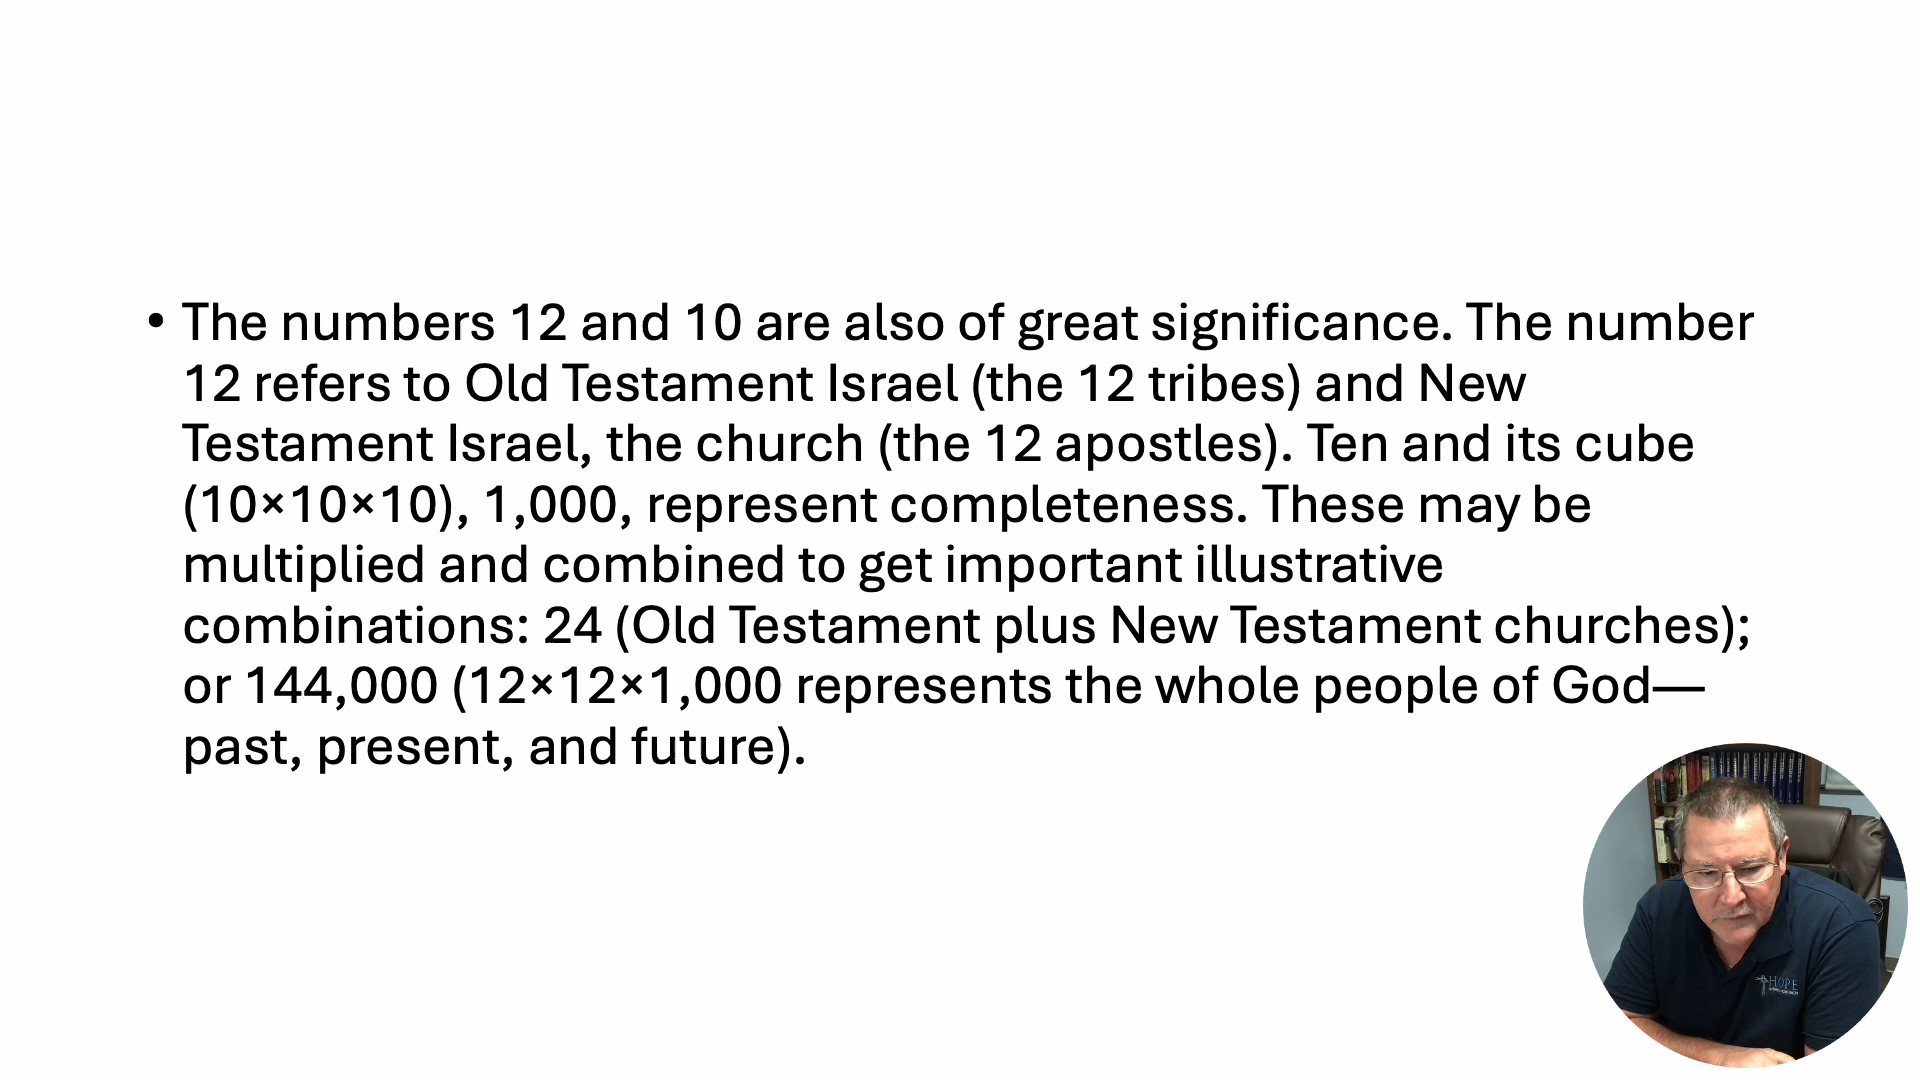 • The numbers 12 and 10 are also of great significance. The number
12 refers to Old Testament Israel (the 12 tribes) and New
Testament Israel, the church (the 12 apostles). Ten and its cube
(10×10×10), 1,000, represent completeness. These may be
multiplied and combined to get important illustrative
combinations: 24 (Old Testament plus New Testament churches);
or 144,000 (12×12×1,000 represents the whole people of God—
past, present, and future).
HOPE